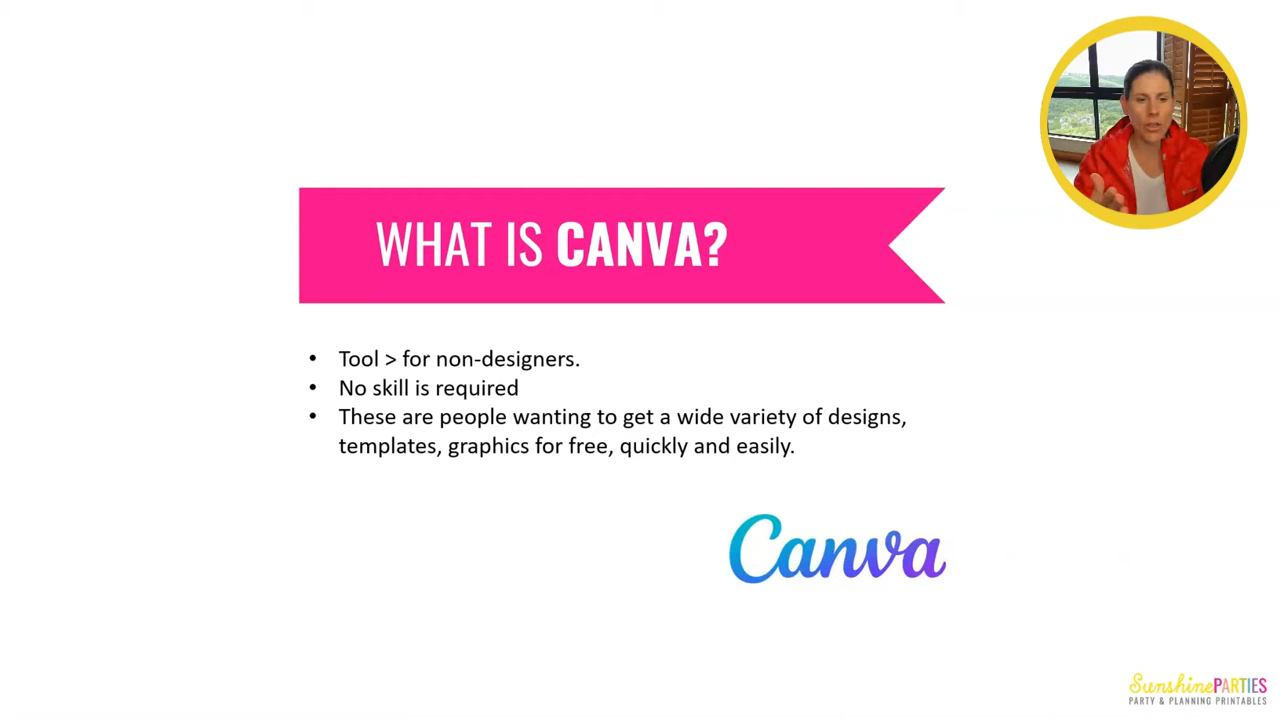 WHAT IS CANVA?
• Tool > for non-designers.
• No skill is required
• These are people wanting to get a wide variety of designs,
templates, graphics for free, quickly and easily.
Canva
SunshinePARTIES
PARTY & PLANNING PRINTABLES